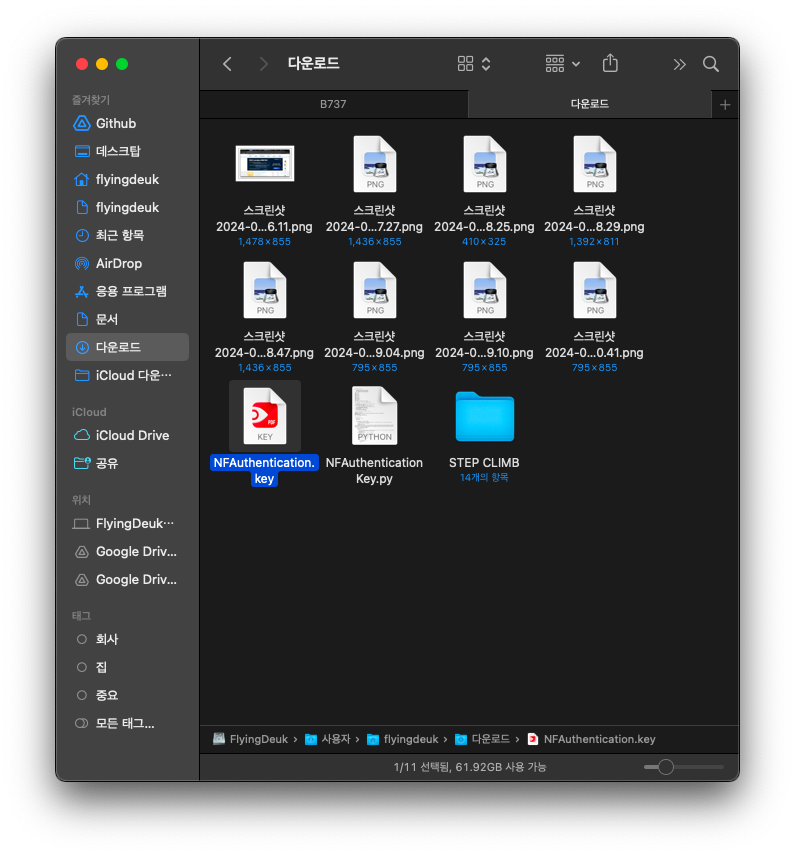 다운로드
B737
다운로드
즐겨찾기
Github
데스크탑
flyingdeuk
flyingdeuk
최근 항목
AirDrop
응용 프로그램
문서
다운로드
iCloud 다운…
iCloud
iCloud Drive
공유
위치
FlyingDeuk…
Google Driv...
Google Driv...
태그
회사
집
중요
모든 태그...
PNG
PNG
PNG
스크린샷
2024-0...6.11.png
1,478×855
스크린샷
2024-0...7.27.png
1,436×855
스크린샷
2024-0...8.25.png
410×325
스크린샷
2024-0...8.29.png
1,392×811
PNG
PNG
PNG
PNG
스크린샷
2024-0...8.47.png
1,436×855
스크린샷
2024-0...9.04.png
795×855
스크린샷
2024-0...9.10.png
795×855
스크린샷
2024-0...0.41.png
795×855
PDF
KEY
NFAuthentication.
key
PYTHON
NFAuthentication
Key.py
STEP CLIMB
14개의 항목
FlyingDeuk › 사용자 › flyingdeuk › 다운로드 › NFAuthentication.key
1/11 선택됨, 61.92GB 사용 가능